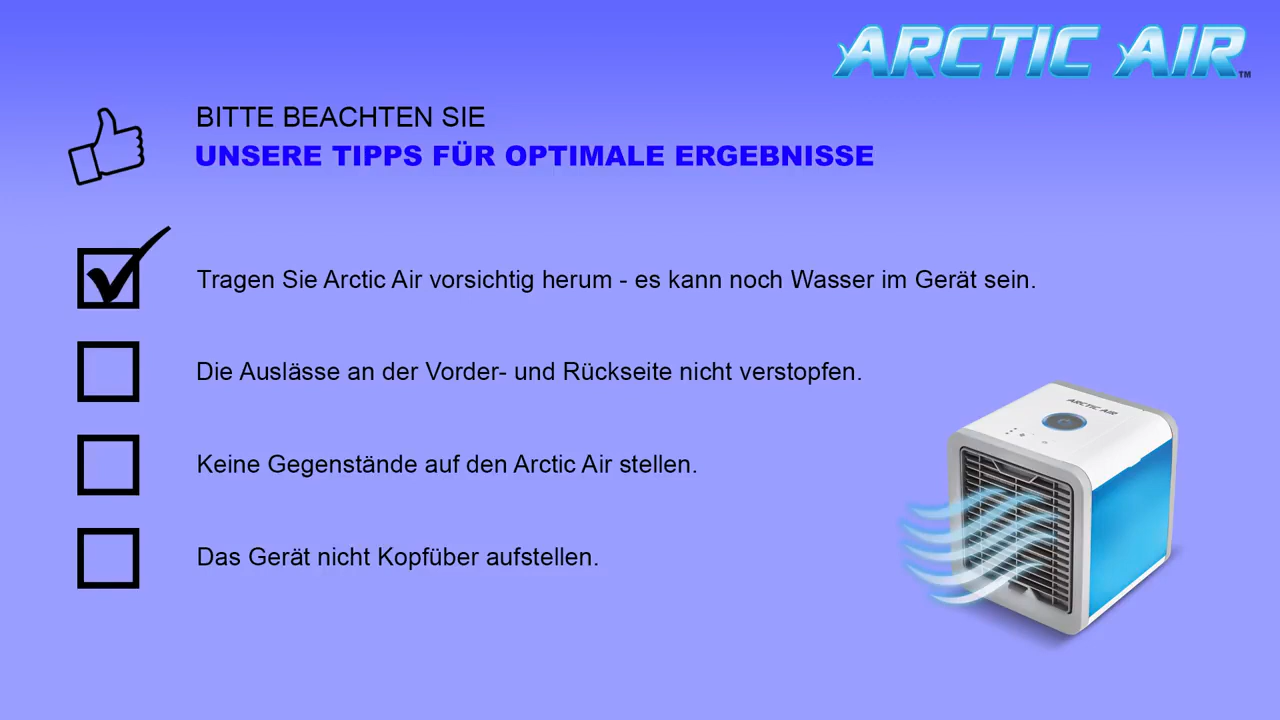 ARCTIC AIR™
BITTE BEACHTEN SIE
UNSERE TIPPS FÜR OPTIMALE ERGEBNISSE
Tragen Sie Arctic Air vorsichtig herum - es kann noch Wasser im Gerät sein.
Die Auslässe an der Vorder- und Rückseite nicht verstopfen.
Keine Gegenstände auf den Arctic Air stellen.
Das Gerät nicht Kopfüber aufstellen.
ARCTIC AIR